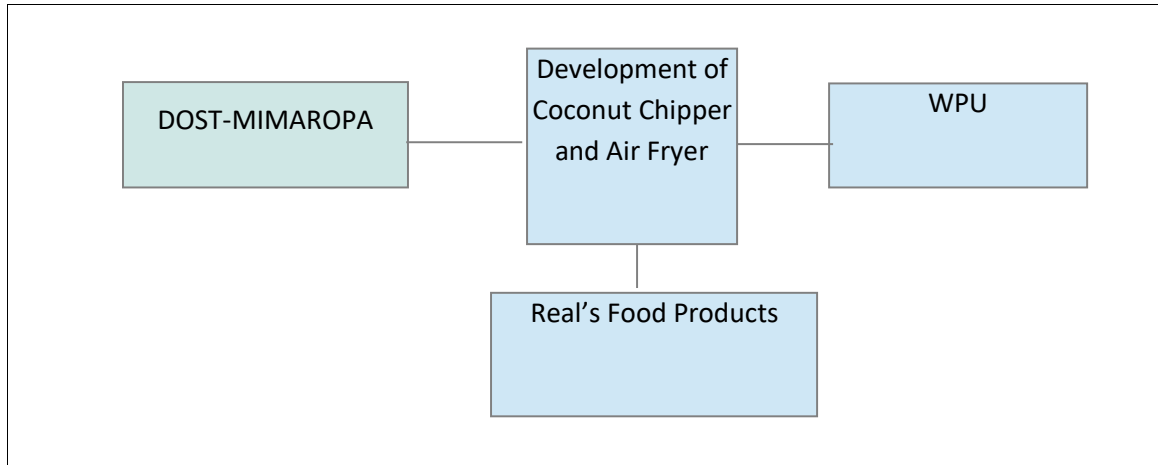 DOST-MIMAROPA
Development of
Coconut Chipper
and Air Fryer
WPU
Real’s Food Products